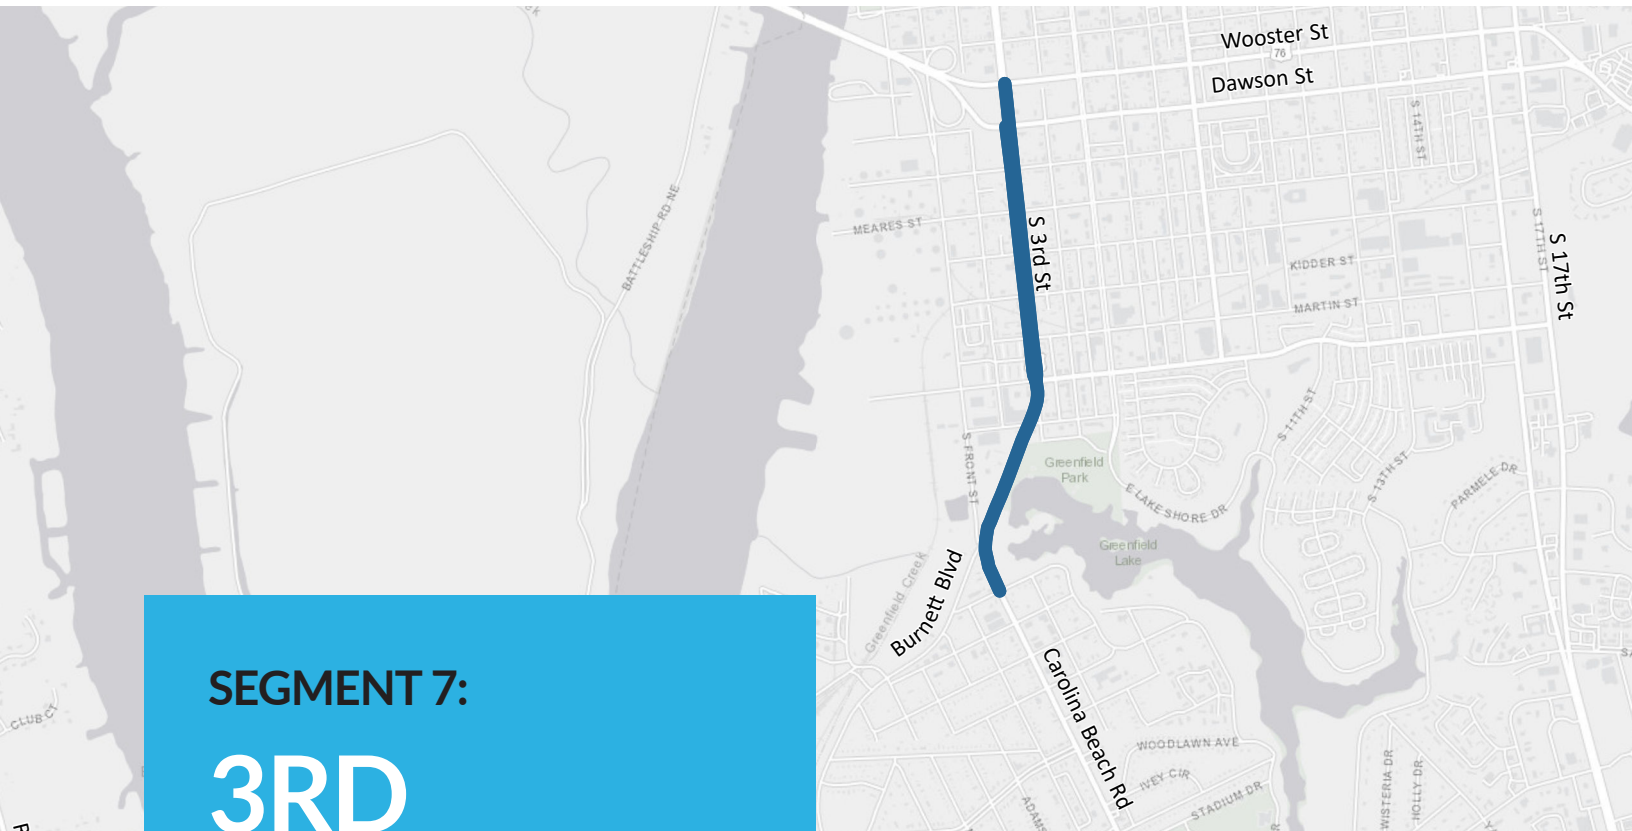 Wooster St
76
Dawson St
S 14TH ST
BATTLESHIP RD NE
MEARES ST
S 3rd St
S 17TH ST
S 17th St
KIDDER ST
MARTIN ST
S 11TH ST
S FRONT ST
Greenfield
Park
S 13TH ST
PARMELE DR
E LAKE SHORE DR
Greenfield
Lake
Greenfield Creek
Burnett Blvd
SEGMENT 7:
3RD
CLUB CT
Carolina Beach Rd
WOODLAWN AVE
IVEY CIR
STADIUM DR
WISTERIA DR
HOLLY DR